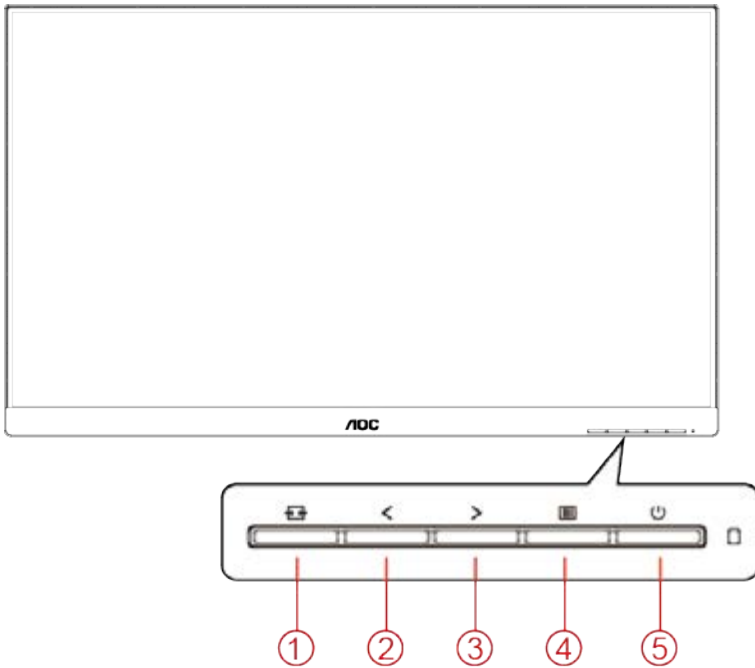 AOC
< >
① ② ③ ④ ⑤